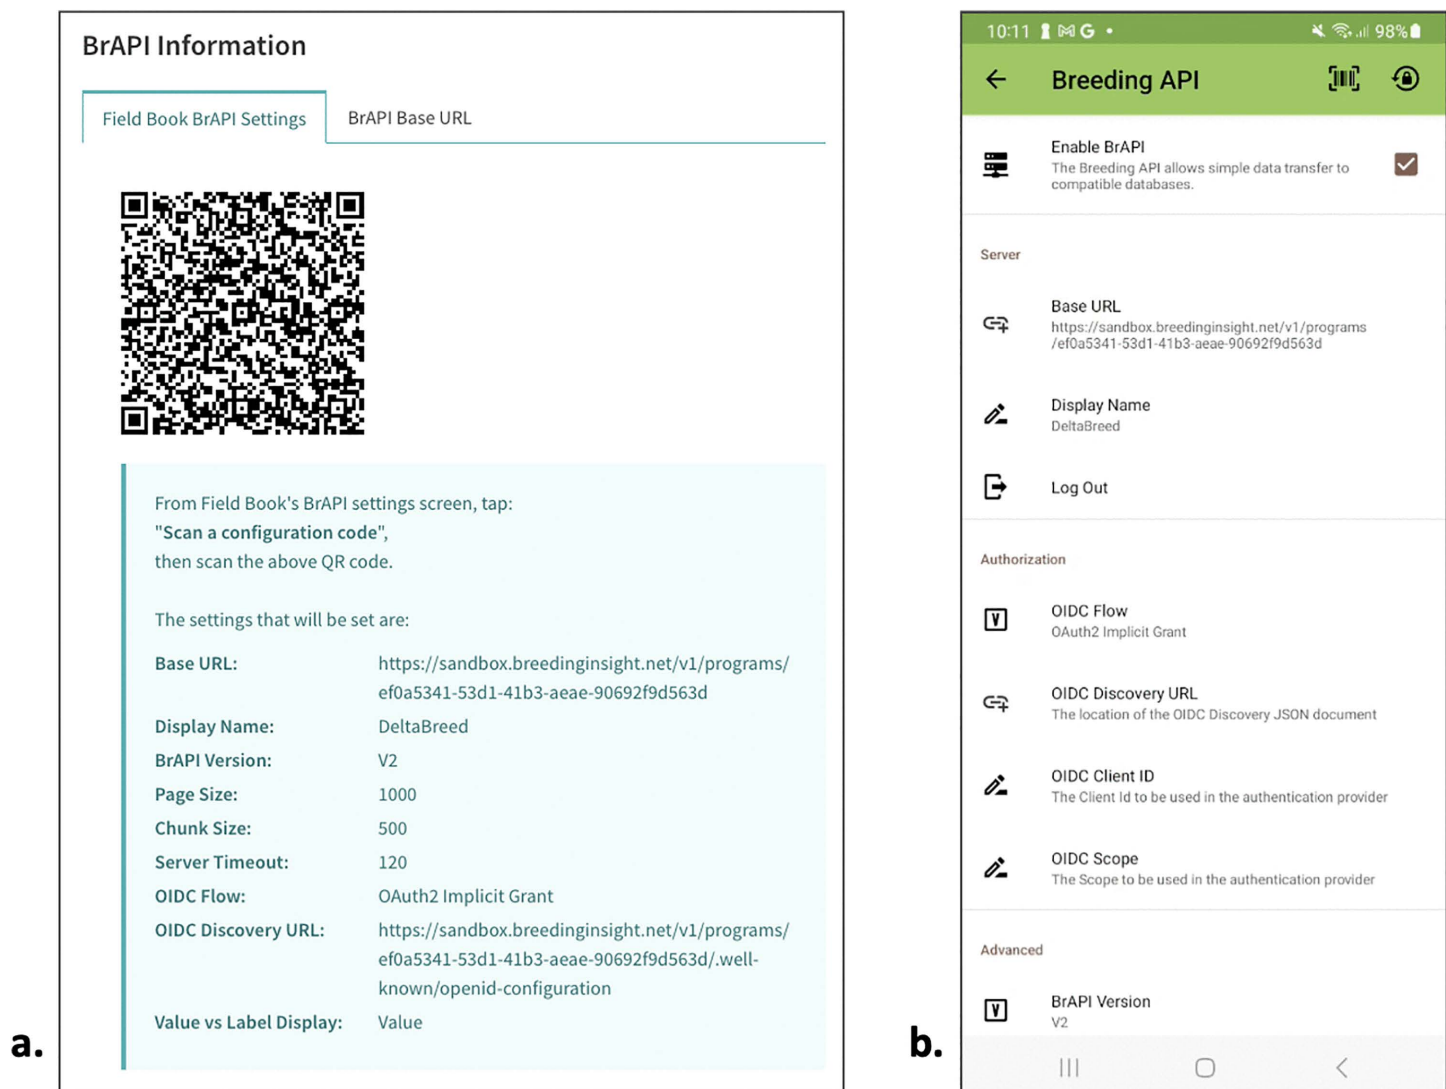 BrAPI Information
Field Book BrAPI Settings
BrAPI Base URL
From Field Book's BrAPI settings screen, tap:
"Scan a configuration code",
then scan the above QR code.
The settings that will be set are:
Base URL: https://sandbox.breedinginsight.net/v1/programs/
ef0a5341-53d1-41b3-aeae-90692f9d563d
Display Name: DeltaBreed
BrAPI Version: V2
Page Size: 1000
Chunk Size: 500
Server Timeout: 120
OIDC Flow: OAuth2 Implicit Grant
OIDC Discovery URL: https://sandbox.breedinginsight.net/v1/programs/
ef0a5341-53d1-41b3-aeae-90692f9d563d/.well-
known/openid-configuration
Value vs Label Display: Value
a.
10:11 G • 98%
Breeding API
Enable BrAPI
The Breeding API allows simple data transfer to
compatible databases.
Server
Base URL
https://sandbox.breedinginsight.net/v1/programs
/ef0a5341-53d1-41b3-aeae-90692f9d563d
Display Name
DeltaBreed
Log Out
Authorization
OIDC Flow
OAuth2 Implicit Grant
OIDC Discovery URL
The location of the OIDC Discovery JSON document
OIDC Client ID
The Client Id to be used in the authentication provider
OIDC Scope
The Scope to be used in the authentication provider
Advanced
BrAPI Version
V2
b.